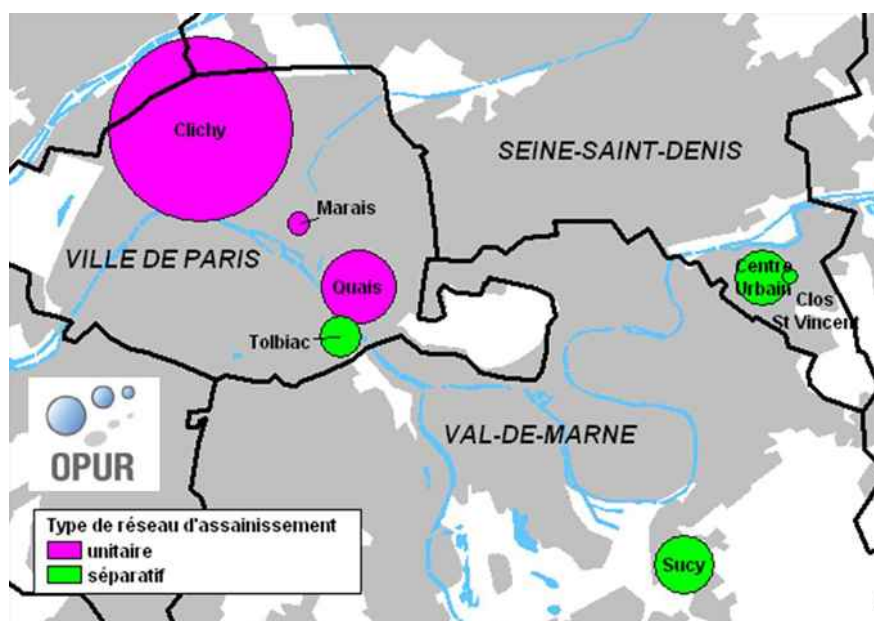 Clichy
SEINE-SAINT-DENIS
Marais
VILLE DE PARIS
Centre
Urbain
Quais
Clos
St Vincent
Tolbiac
OPUR
VAL-DE-MARNE
Type de réseau d'assainissement
unitaire
séparatif
Sucy